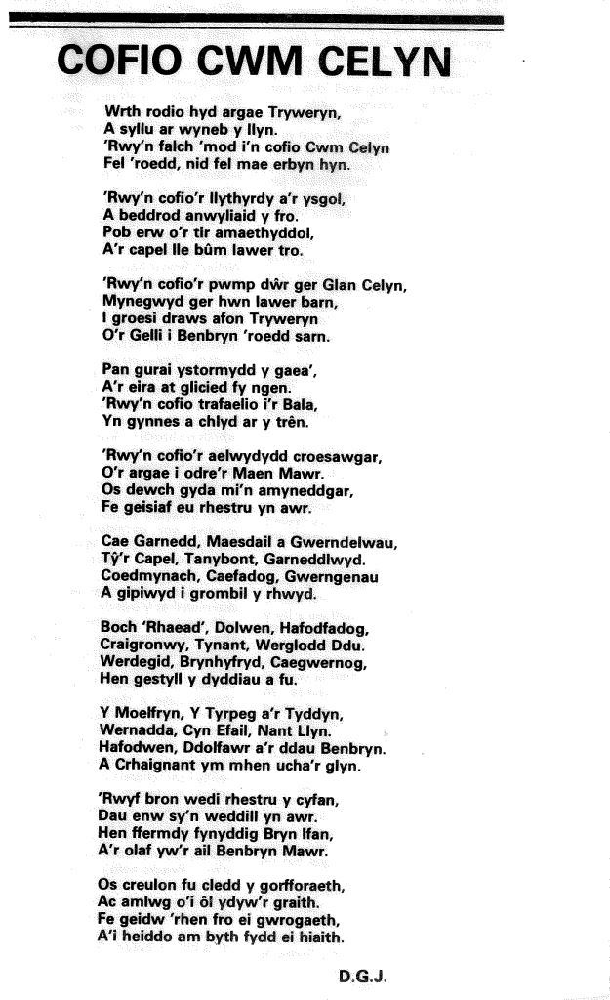 COFIO CWM CELYN
Wrth rodio hyd argae Tryweryn,
A syllu ar wyneb y llyn.
'Rwy'n falch 'mod i'n cofio Cwm Celyn
Fel 'roedd, nid fel mae erbyn hyn.
'Rwy'n cofio'r llythyrdy a'r ysgol,
A beddrod anwyliaid y fro.
Pob erw o'r tir amaethyddol,
A'r capel lle bûm lawer tro.
'Rwy'n cofio'r pwmp dŵr ger Glan Celyn,
Mynegwyd ger hwn lawer barn,
I groesi draws afon Tryweryn
O'r Gelli i Benbryn 'roedd sarn.
Pan gurai ystormydd y gaea',
A'r eira at glicied fy ngen.
'Rwy'n cofio trafaelio i'r Bala,
Yn gynnes a chlyd ar y trên.
'Rwy'n cofio'r aelwydydd croesawgar,
O'r argae i odre'r Maen Mawr.
Os dewch gyda mi'n amyneddgar,
Fe geisiaf eu rhestru yn awr.
Cae Garnedd, Maesdail a Gwerndelwau,
Tŷ'r Capel, Tanybont, Garneddlwyd.
Coedmynach, Caefadog, Gwerngenau
A gipiwyd i grombil y rhwyd.
Boch 'Rhaead', Dolwen, Hafodfadog,
Craigronwy, Tynant, Werglodd Ddu.
Werdegid, Brynhyfryd, Caegwernog,
Hen gestyll y dyddiau a fu.
Y Moelfryn, Y Tyrpeg a'r Tyddyn,
Wernadda, Cyn Efail, Nant Llyn.
Hafodwen, Ddolfawr a'r ddau Benbryn.
A Crhaignant ym mhen ucha'r glyn.
'Rwyf bron wedi rhestru y cyfan,
Dau enw sy'n weddill yn awr.
Hen ffermdy fynyddig Bryn Ifan,
A'r olaf yw'r ail Benbryn Mawr.
Os creulon fu cledd y gorfforaeth,
Ac amlwg o'i ôl ydyw'r graith.
Fe geidw 'rhen fro ei gwrogaeth,
A'i heiddo am byth fydd ei hiaith.
D.G.J.